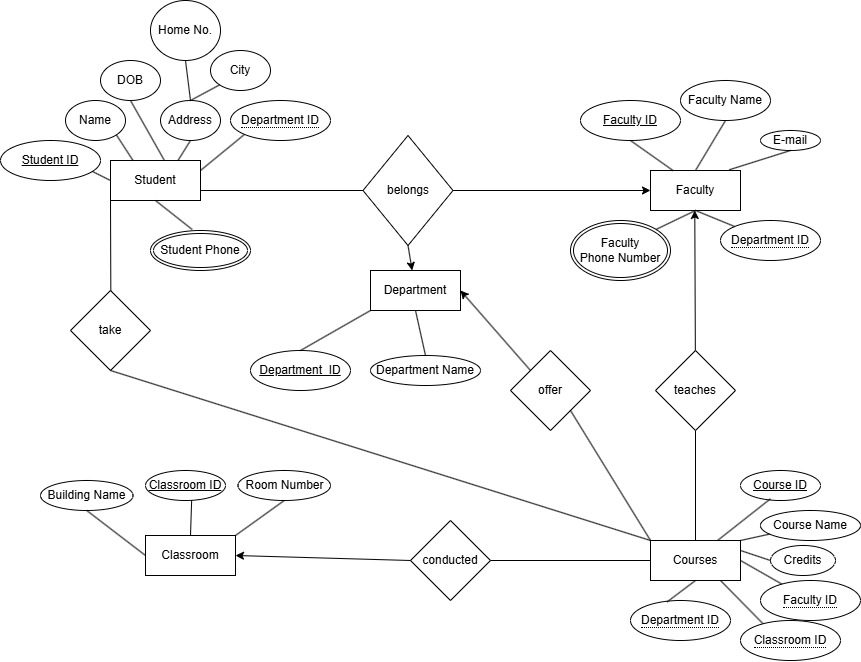 Home No.
City
DOB
Name
Address
Department ID
Student ID
Student
Student Phone
Faculty Name
Faculty ID
E-mail
belongs
Faculty
Faculty
Phone Number
Department ID
Department
take
Department ID
Department Name
offer
teaches
Building Name
Classroom ID
Room Number
Course ID
Course Name
Classroom
conducted
Courses
Credits
Faculty ID
Department ID
Classroom ID